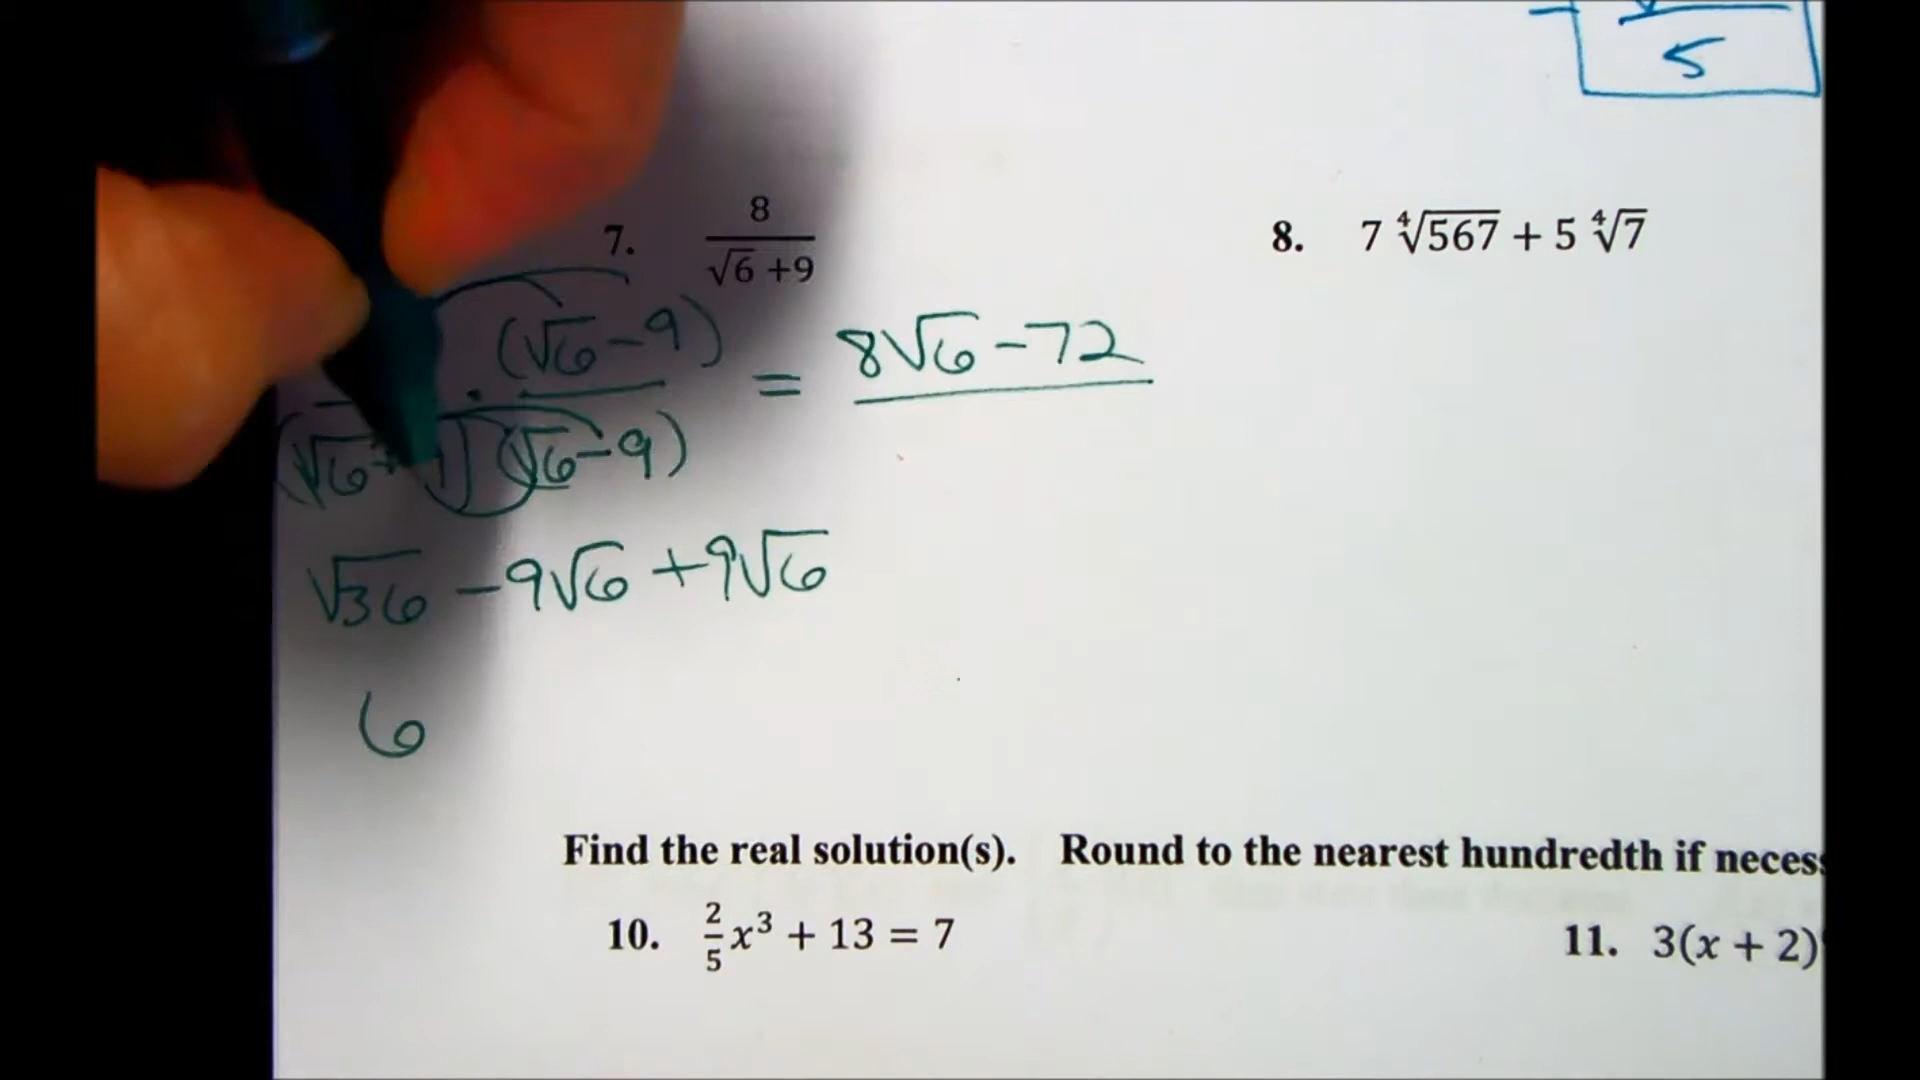 5
7. 8/(√6 +9)
8. 7 ∜567 + 5 ∜7
(√6-9) = 8√6-72
(√6+ (√6-9)
√36 -9√6 +9√6
6
Find the real solution(s). Round to the nearest hundredth if neces
10. 2/5x³ + 13 = 7
11. 3(x + 2)